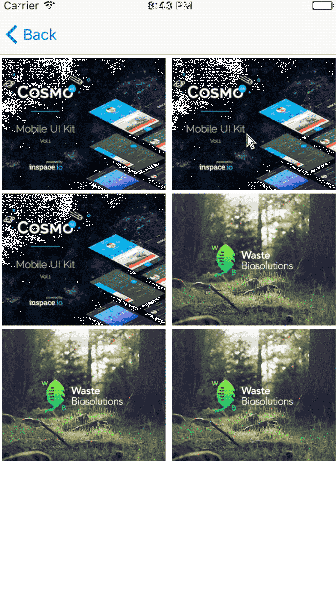 Carrier 9:43 PM
Back
COSMO
Mobile UI Kit
Vol.1
inspace.io
COSMO
Mobile UI Kit
Vol.1
inspace.io
COSMO
Mobile UI Kit
Vol.1
inspace.io
W
Waste
Biosolutions
B
W
Waste
Biosolutions
B
W
Waste
Biosolutions
B